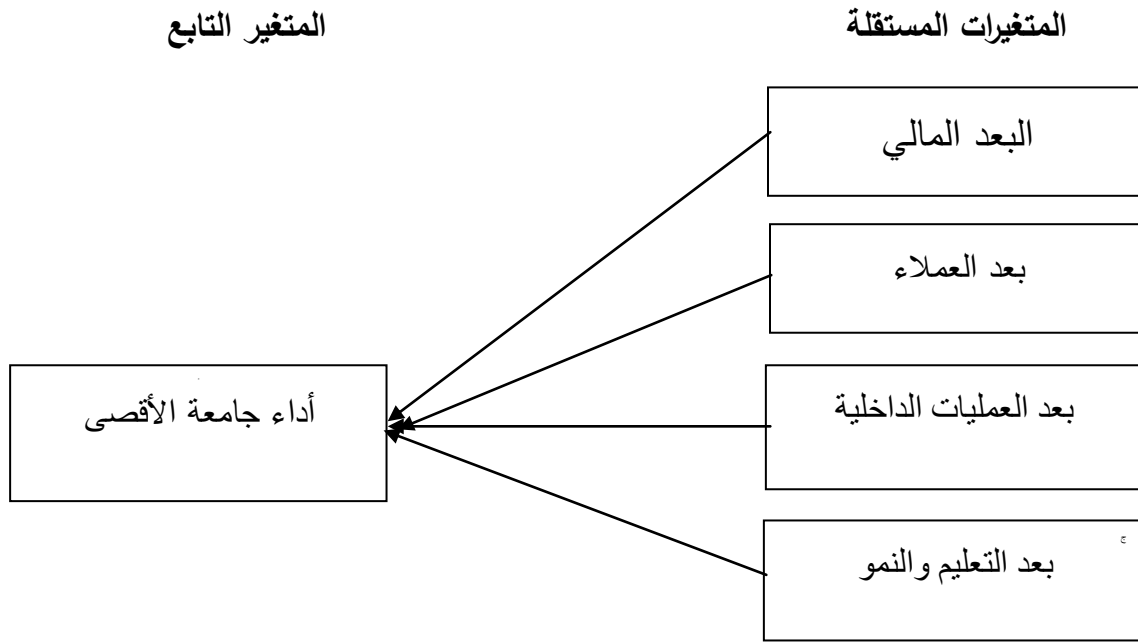 المتغيرات المستقلة
المتغير التابع
البعد المالي
بعد العملاء
بعد العمليات الداخلية
أداء جامعة الأقصى
بعد التعليم والنمو